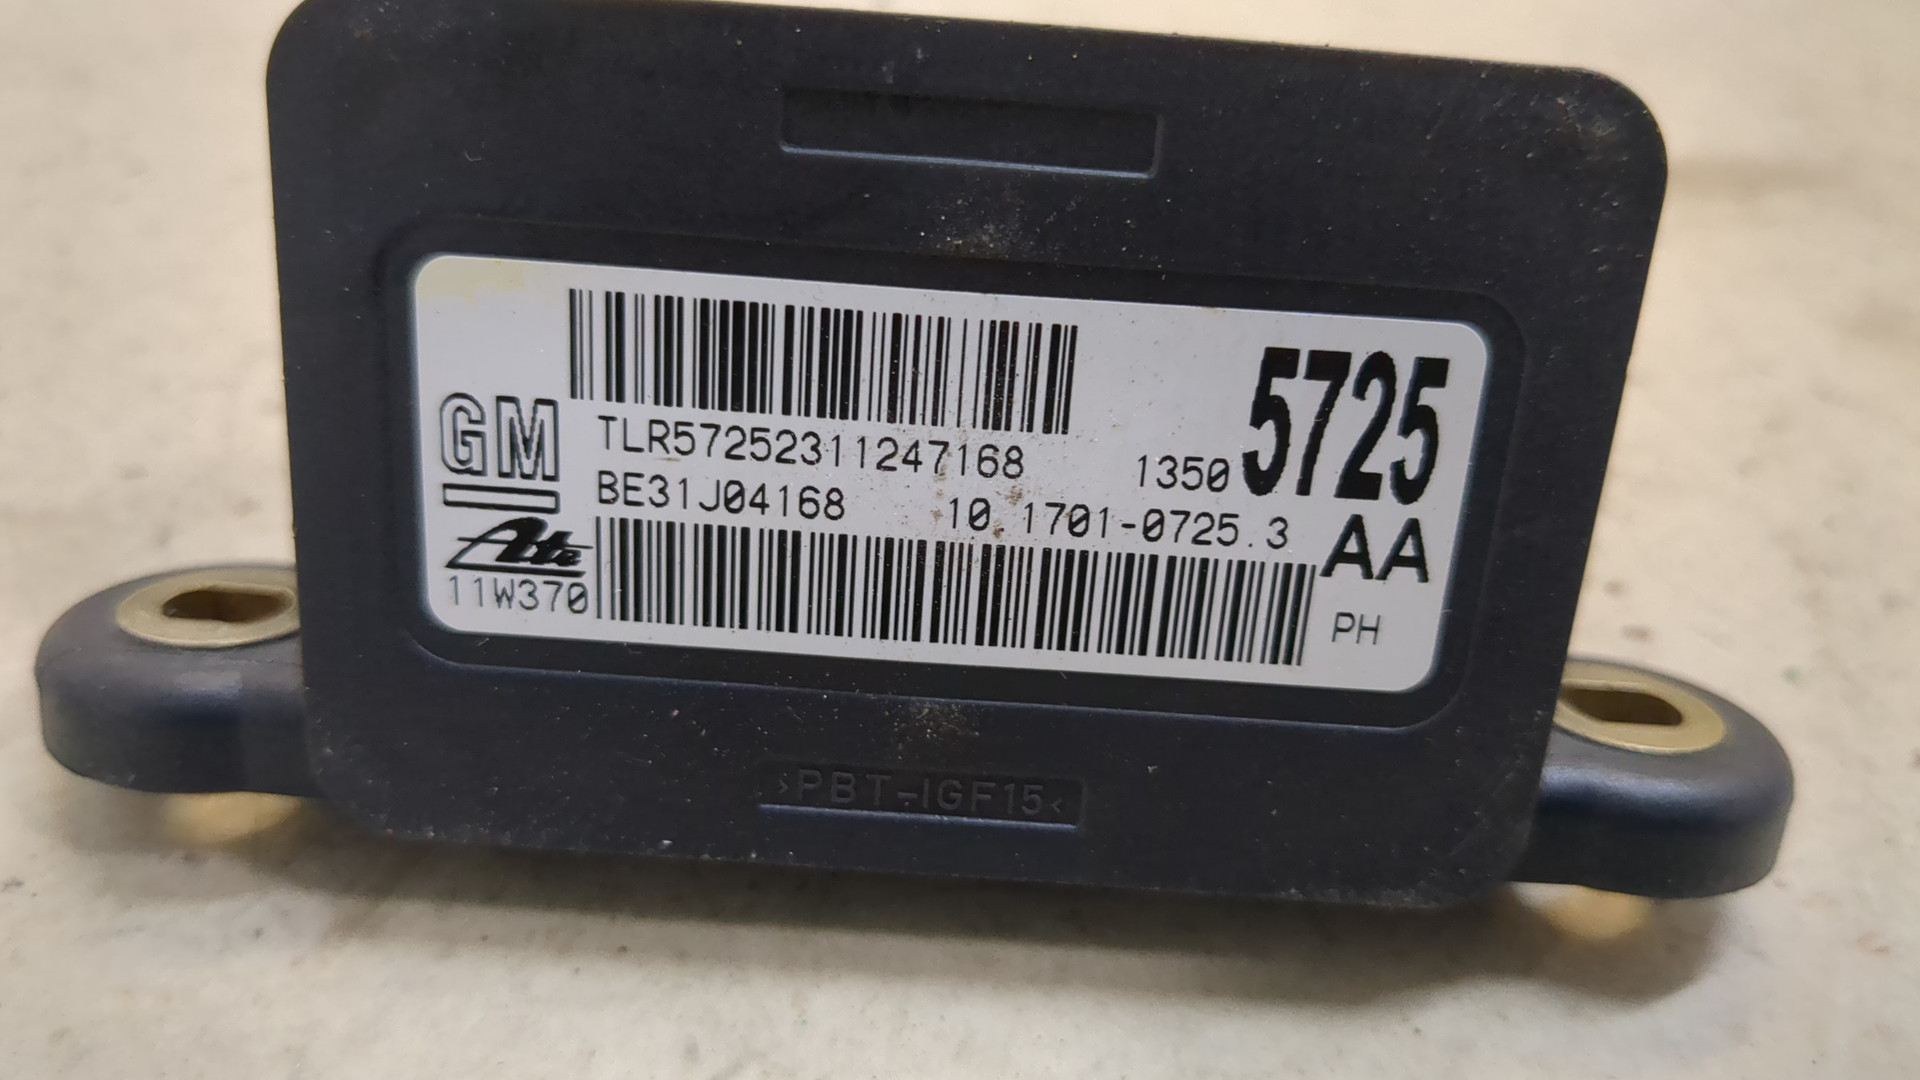 GM
TLR57252311247168
1350 5725
BE31J04168 10.1701-0725.3 AA
Ate
11W370
PH
>PBT-IGF15<